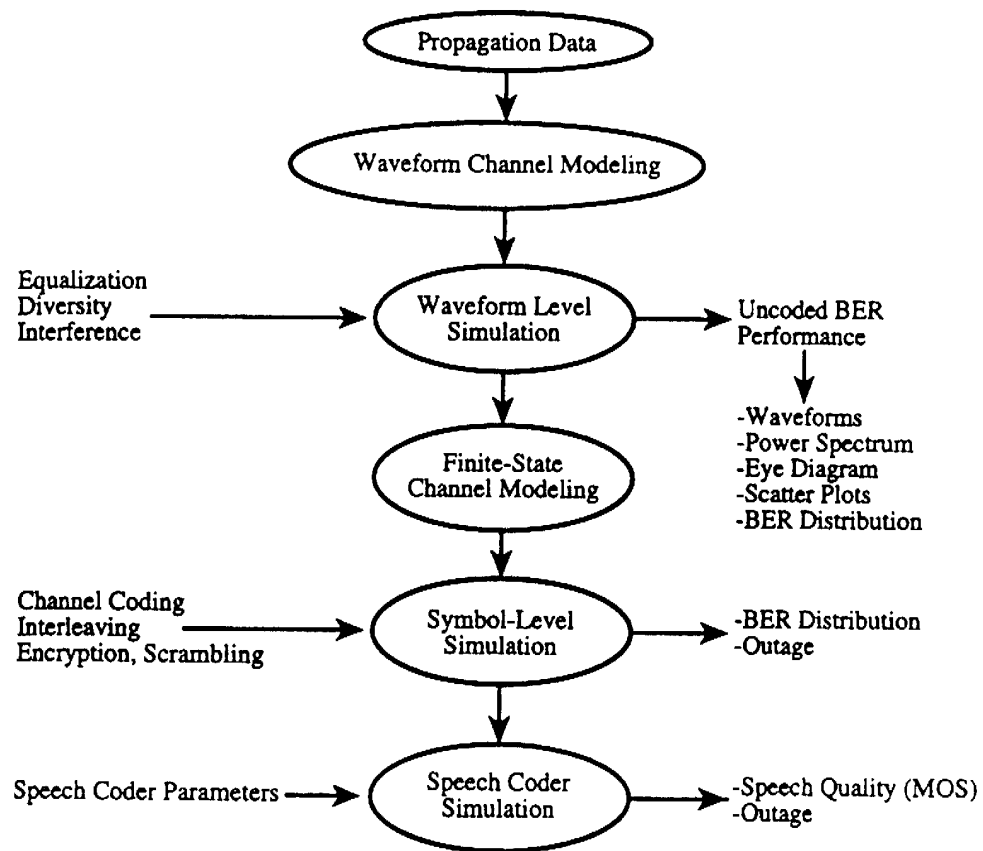 Propagation Data
Waveform Channel Modeling
Equalization
Diversity
Interference
Waveform Level
Simulation
Uncoded BER
Performance
-Waveforms
-Power Spectrum
-Eye Diagram
-Scatter Plots
-BER Distribution
Finite-State
Channel Modeling
Channel Coding
Interleaving
Encryption, Scrambling
Symbol-Level
Simulation
-BER Distribution
-Outage
Speech Coder Parameters
Speech Coder
Simulation
-Speech Quality (MOS)
-Outage